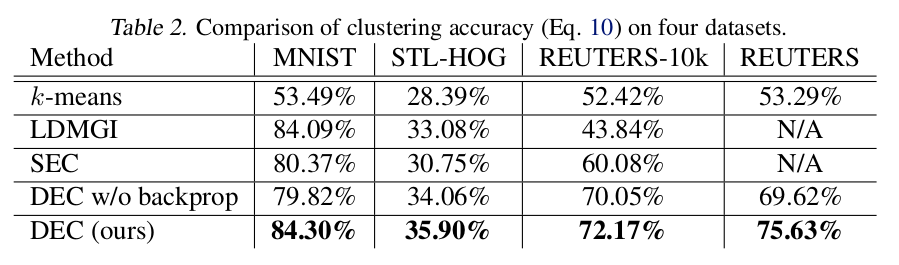 Table 2. Comparison of clustering accuracy (Eq. 10) on four datasets.
Method MNIST STL-HOG REUTERS-10k REUTERS
k-means 53.49% 28.39% 52.42% 53.29%
LDMGI 84.09% 33.08% 43.84% N/A
SEC 80.37% 30.75% 60.08% N/A
DEC w/o backprop 79.82% 34.06% 70.05% 69.62%
DEC (ours) 84.30% 35.90% 72.17% 75.63%